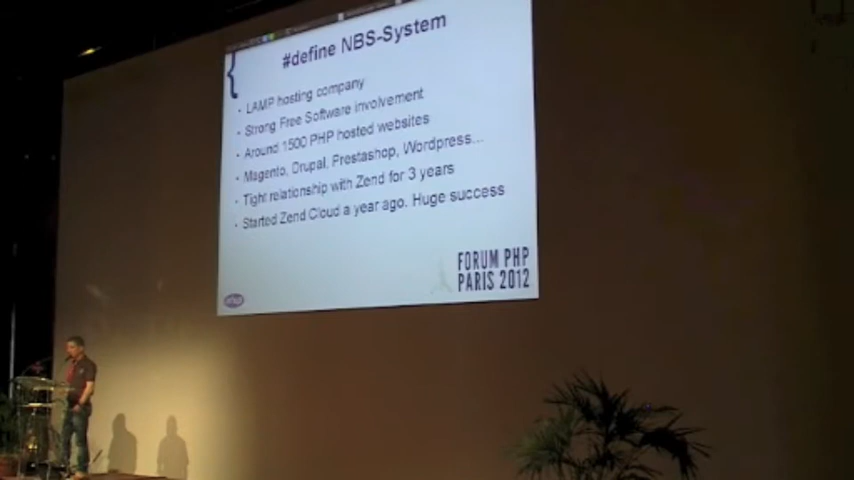 #define NBS-System
{
• LAMP hosting company
• Strong Free Software involvement
• Around 1500 PHP hosted websites
• Magento, Drupal, Prestashop, Wordpress...
• Tight relationship with Zend for 3 years
• Started Zend Cloud a year ago. Huge success
FORUM PHP
PARIS 2012